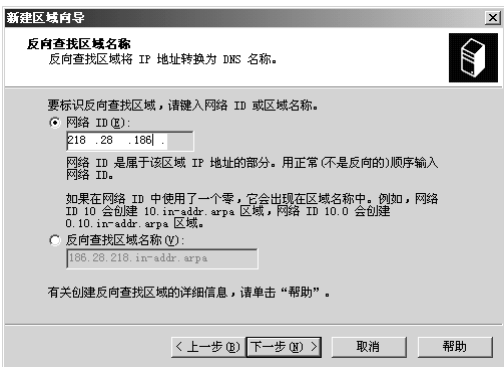 新建区域向导
反向查找区域名称
反向查找区域将 IP 地址转换为 DNS 名称。
要标识反向查找区域，请键入网络 ID 或区域名称。
网络 ID(E):
218 .28 .186 .
网络 ID 是属于该区域 IP 地址的部分。用正常(不是反向的)顺序输入
网络 ID。
如果在网络 ID 中使用了一个零，它会出现在区域名称中。例如，网络
ID 10 会创建 10.in-addr.arpa 区域，网络 ID 10.0 会创建
0.10.in-addr.arpa 区域。
反向查找区域名称(V):
186.28.218.in-addr.arpa
有关创建反向查找区域的详细信息，请单击“帮助”。
< 上一步(B) 下一步(N) > 取消 帮助